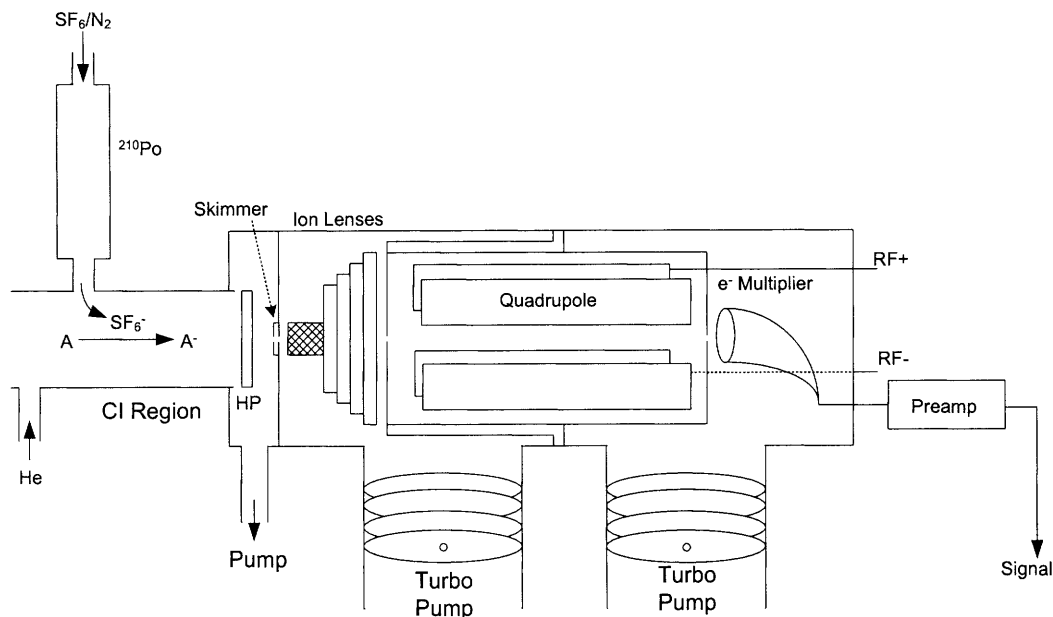 SF₆/N₂
²¹⁰Po
Skimmer
Ion Lenses
RF+
e⁻ Multiplier
Quadrupole
SF₆⁻
A
A⁻
RF-
HP
CI Region
Preamp
He
Pump
Turbo
Pump
Turbo
Pump
Signal